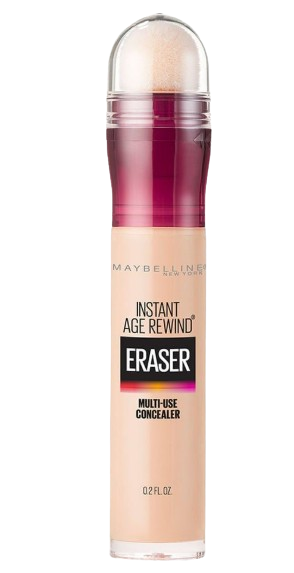 MAYBELLINE
NEW YORK
INSTANT
AGE REWIND®
ERASER
MULTI-USE
CONCEALER
0.2 FL. OZ.